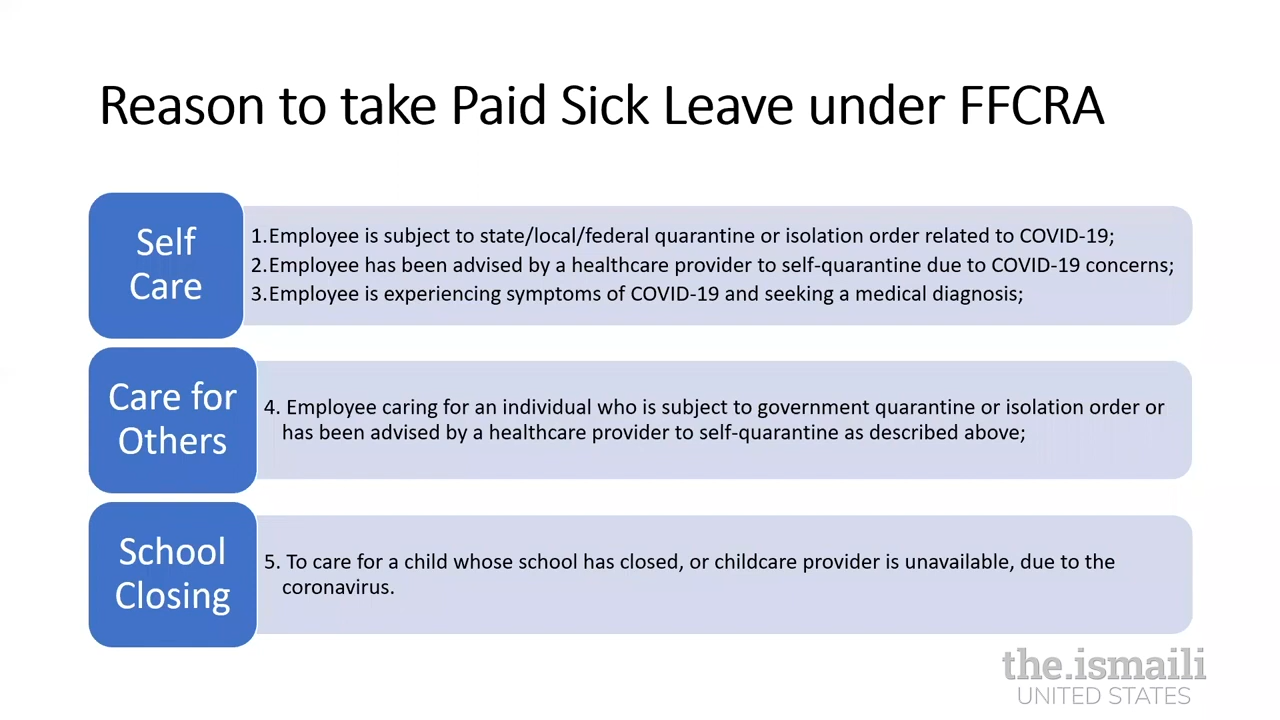 Reason to take Paid Sick Leave under FFCRA
Self
Care
1.Employee is subject to state/local/federal quarantine or isolation order related to COVID-19;
2.Employee has been advised by a healthcare provider to self-quarantine due to COVID-19 concerns;
3.Employee is experiencing symptoms of COVID-19 and seeking a medical diagnosis;
Care for
Others
4. Employee caring for an individual who is subject to government quarantine or isolation order or
has been advised by a healthcare provider to self-quarantine as described above;
School
Closing
5. To care for a child whose school has closed, or childcare provider is unavailable, due to the
coronavirus.
the.ismaili
UNITED STATES